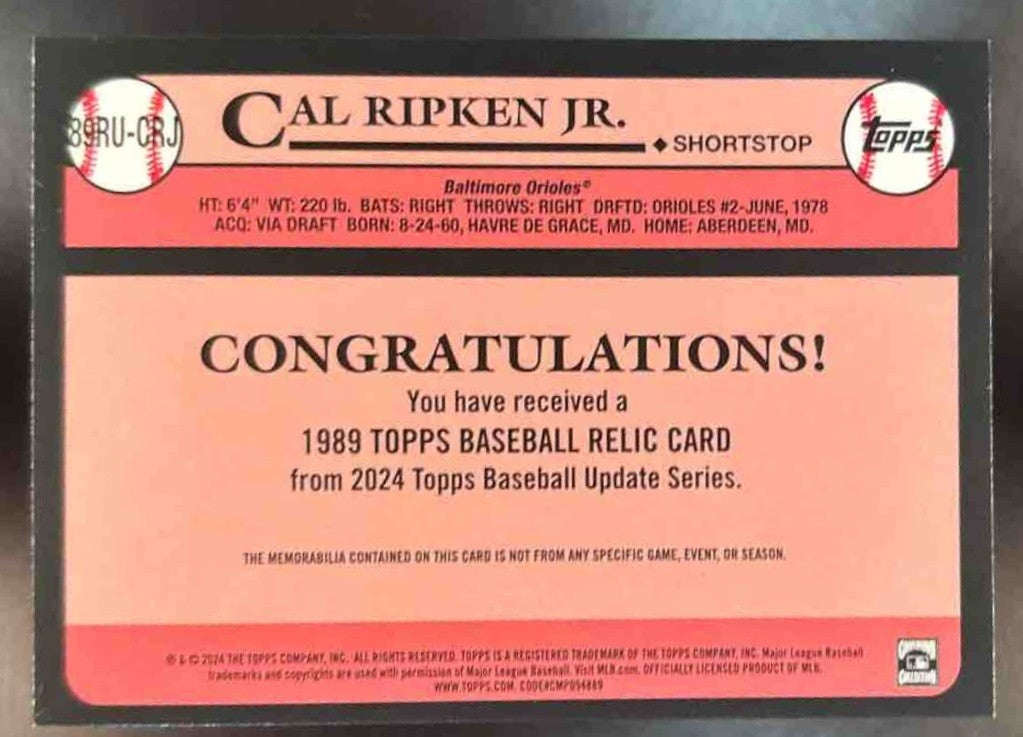 89RU-CRJ
CAL RIPKEN JR.
◆ SHORTSTOP
Topps
Baltimore Orioles®
HT: 6'4" WT: 220 lb. BATS: RIGHT THROWS: RIGHT DRFTD: ORIOLES #2-JUNE, 1978
ACQ: VIA DRAFT BORN: 8-24-60, HAVRE DE GRACE, MD. HOME: ABERDEEN, MD.
CONGRATULATIONS!
You have received a
1989 TOPPS BASEBALL RELIC CARD
from 2024 Topps Baseball Update Series.
THE MEMORABILIA CONTAINED ON THIS CARD IS NOT FROM ANY SPECIFIC GAME, EVENT, OR SEASON.
® & © 2024 THE TOPPS COMPANY, INC. ALL RIGHTS RESERVED. TOPPS IS A REGISTERED TRADEMARK OF THE TOPPS COMPANY, INC. Major League Baseball
trademarks and copyrights are used with permission of Major League Baseball. Visit MLB.com. OFFICIALLY LICENSED PRODUCT OF MLB.
WWW.TOPPS.COM. CODE#CMP054889